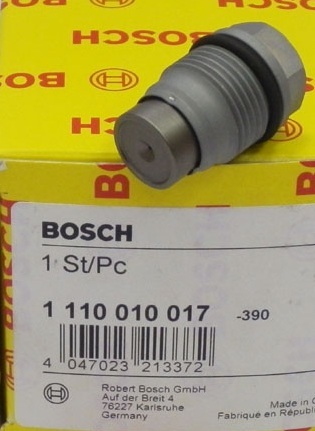 BOSCH
BOSCH
BOSCH
1 St/Pc
1 110 010 017 -390
4 047023 213372
Robert Bosch GmbH
Auf der Breit 4
76227 Karlsruhe
Made in
Fabriqué en Républi